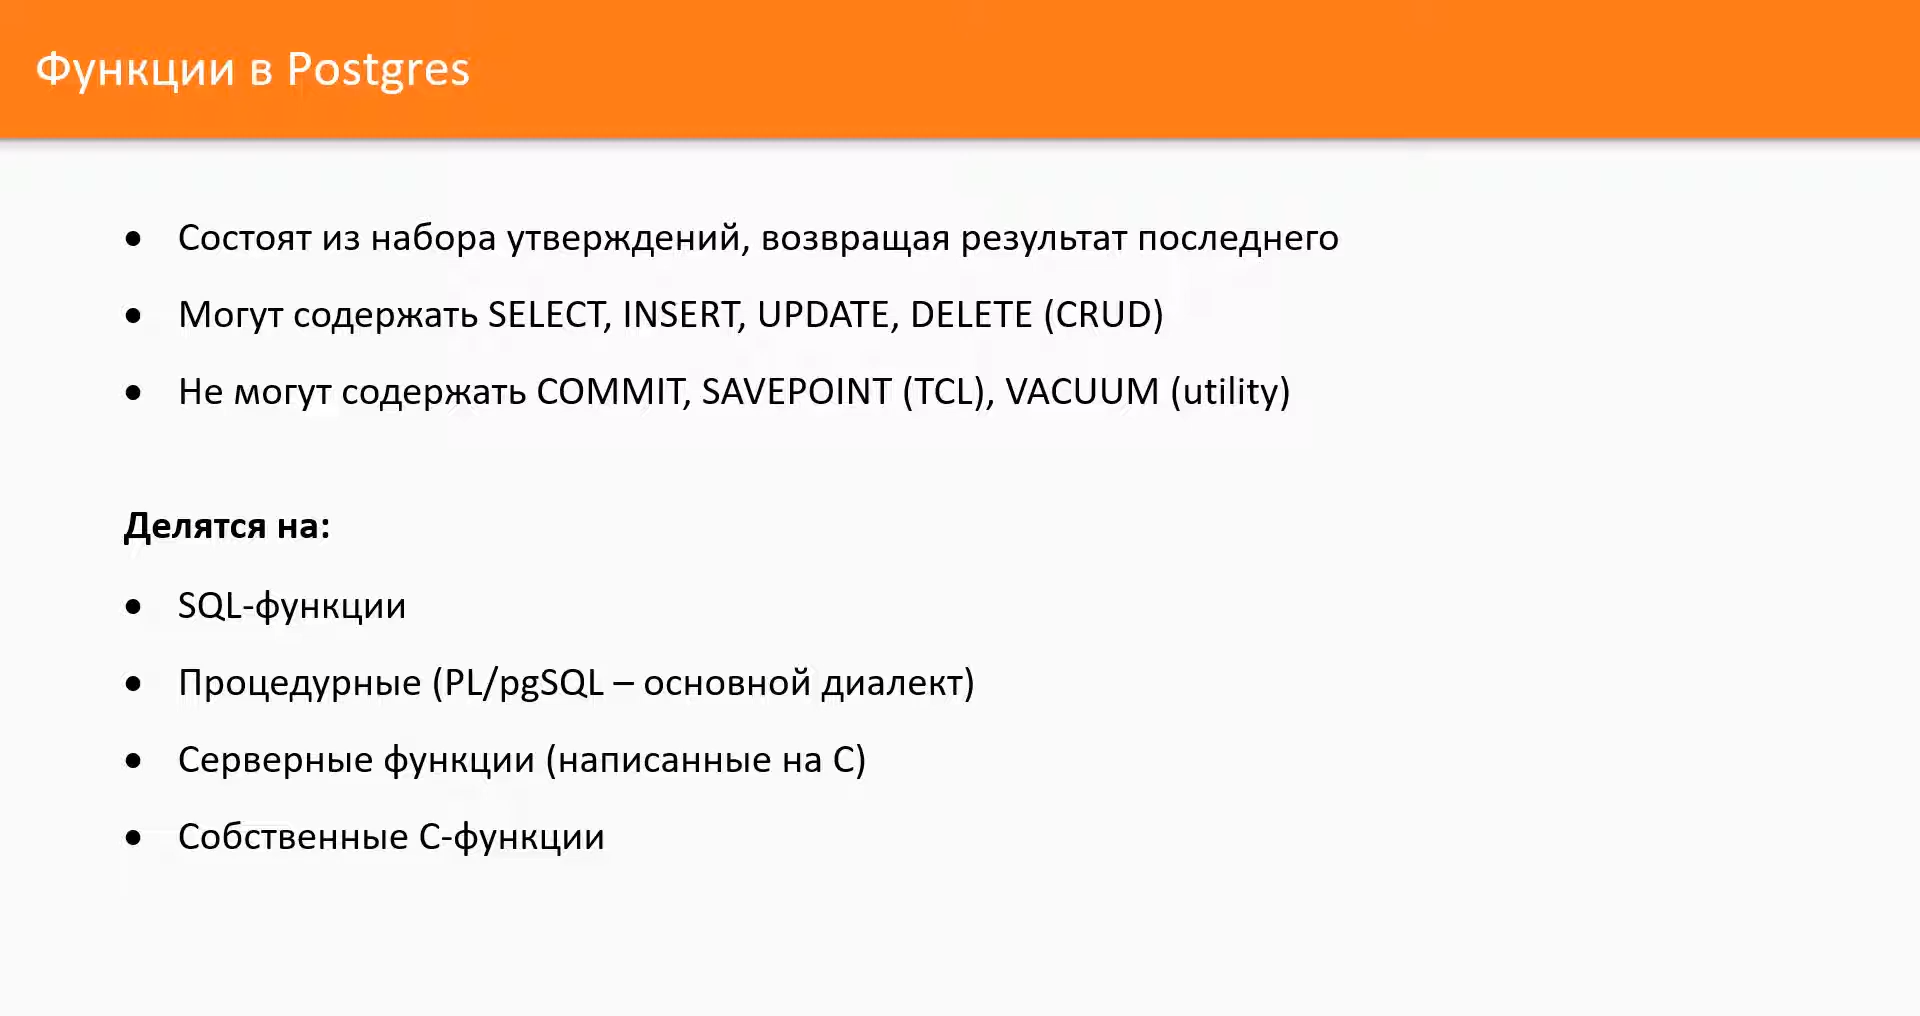 Функции в Postgres
● Состоят из набора утверждений, возвращая результат последнего
● Могут содержать SELECT, INSERT, UPDATE, DELETE (CRUD)
● Не могут содержать COMMIT, SAVEPOINT (TCL), VACUUM (utility)
Делятся на:
● SQL-функции
● Процедурные (PL/pgSQL – основной диалект)
● Серверные функции (написанные на C)
● Собственные C-функции